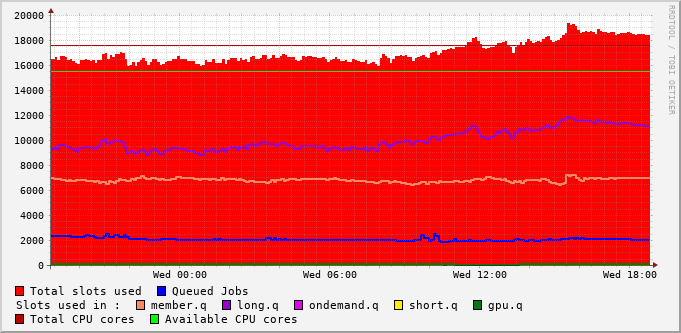 20000
18000
16000
14000
12000
10000
8000
6000
4000
2000
0
Wed 00:00 Wed 06:00 Wed 12:00 Wed 18:00
RRDTOOL / TOBI OETIKER
Total slots used Queued Jobs
Slots used in : member.q long.q ondemand.q short.q gpu.q
Total CPU cores Available CPU cores